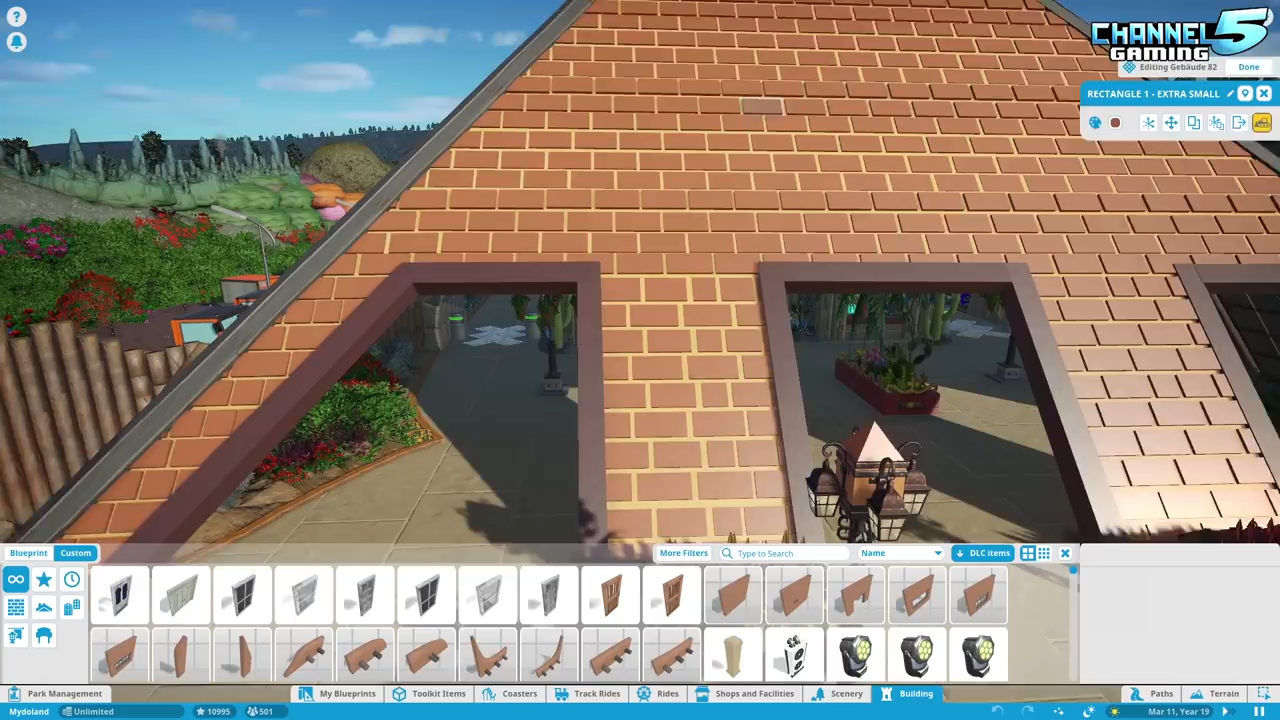 CHANNEL 5
GAMING
Editing Gebäude 82
Done
RECTANGLE 1 - EXTRA SMALL
Blueprint
Custom
More Filters
Type to Search
Name
DLC items
Park Management
My Blueprints
Toolkit Items
Coasters
Track Rides
Rides
Shops and Facilities
Scenery
Building
Paths
Terrain
Mydoland
Unlimited
10995
501
Mar 11, Year 19